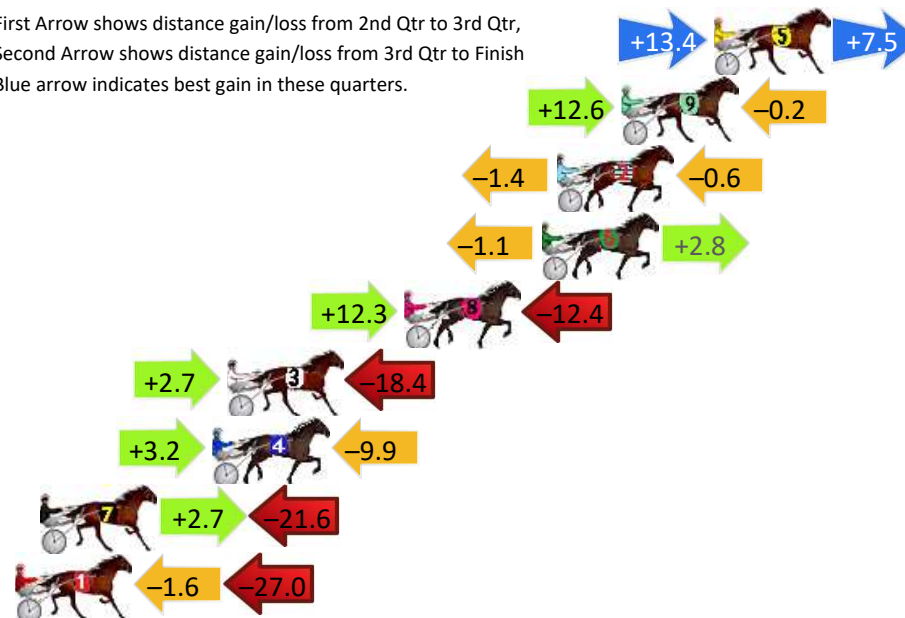 First Arrow shows distance gain/loss from 2nd Qtr to 3rd Qtr,
Second Arrow shows distance gain/loss from 3rd Qtr to Finish
Blue arrow indicates best gain in these quarters.
+13.4 5 +7.5
+12.6 9 –0.2
–1.4 2 –0.6
–1.1 6 +2.8
+12.3 8 –12.4
+2.7 3 –18.4
+3.2 4 –9.9
7 +2.7 –21.6
1 –1.6 –27.0